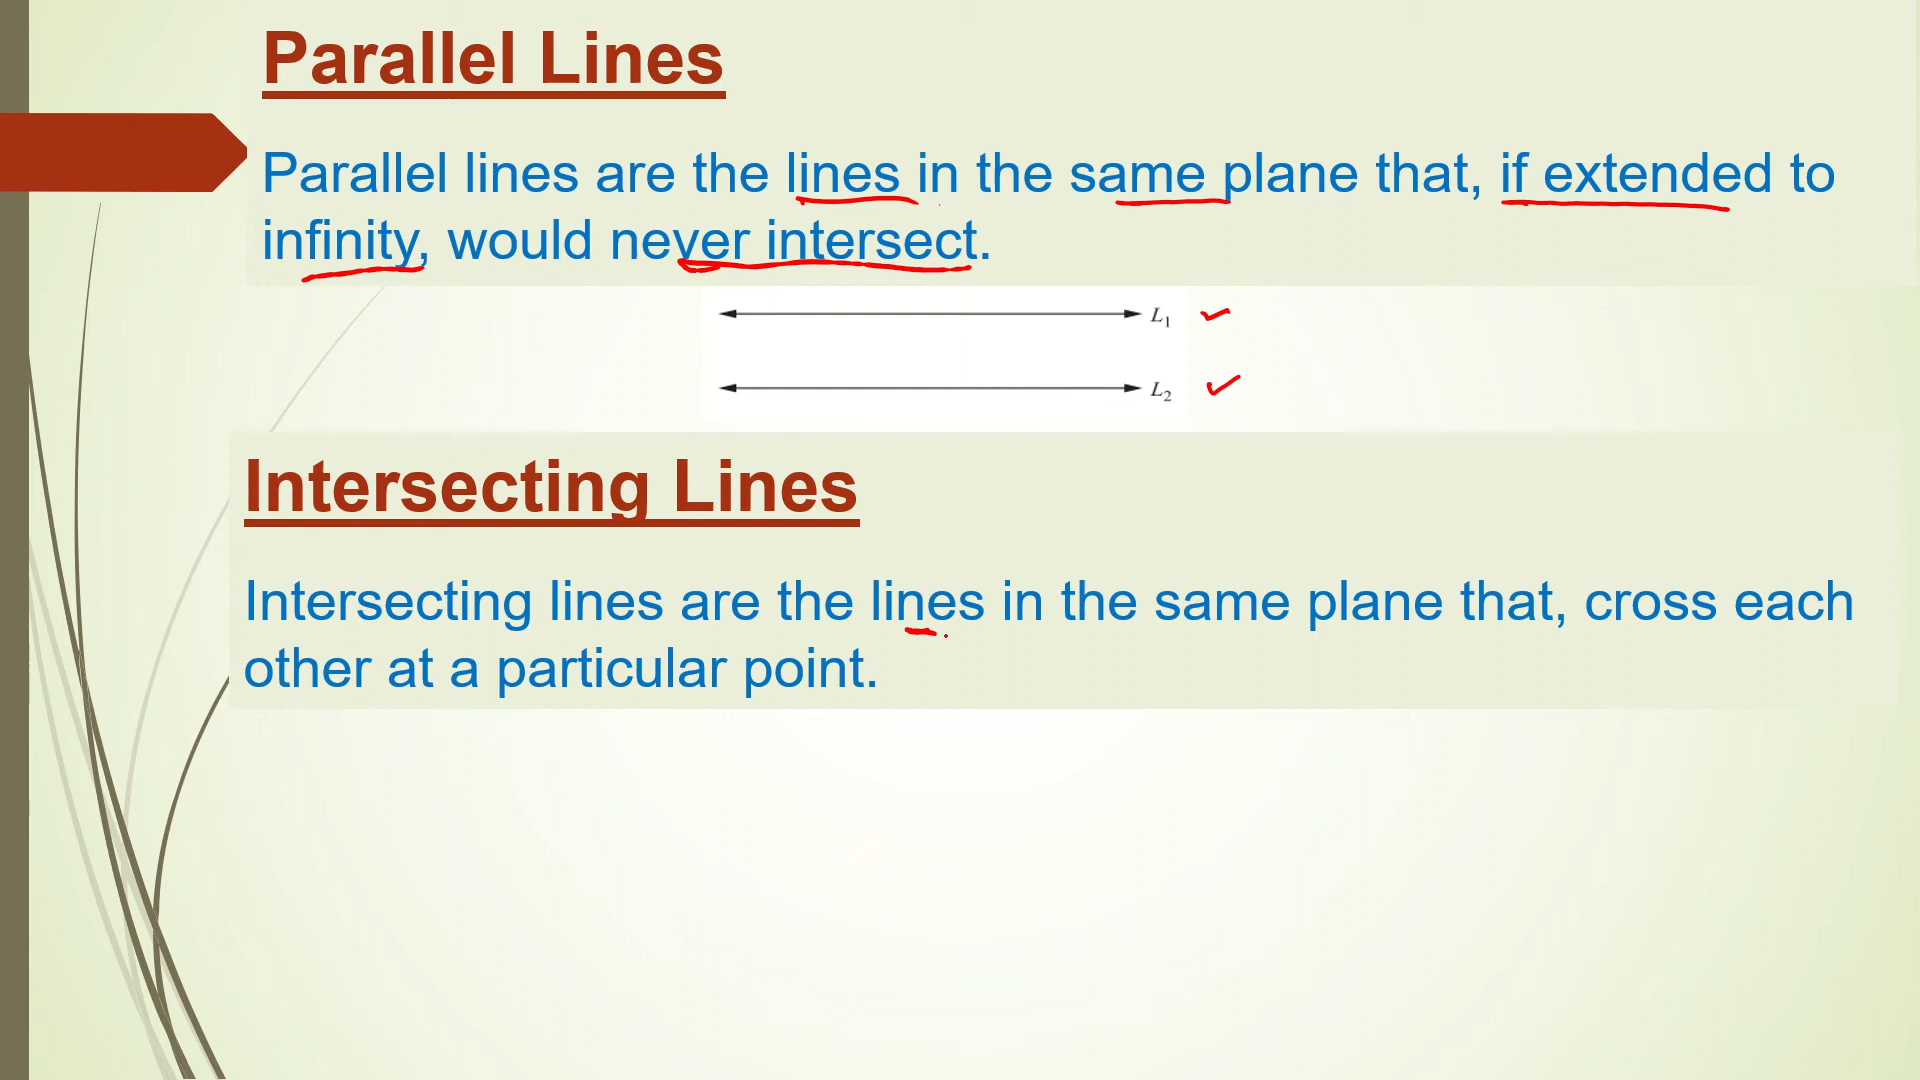 Parallel Lines
Parallel lines are the lines in the same plane that, if extended to
infinity, would never intersect.
L1
L2
Intersecting Lines
Intersecting lines are the lines in the same plane that, cross each
other at a particular point.